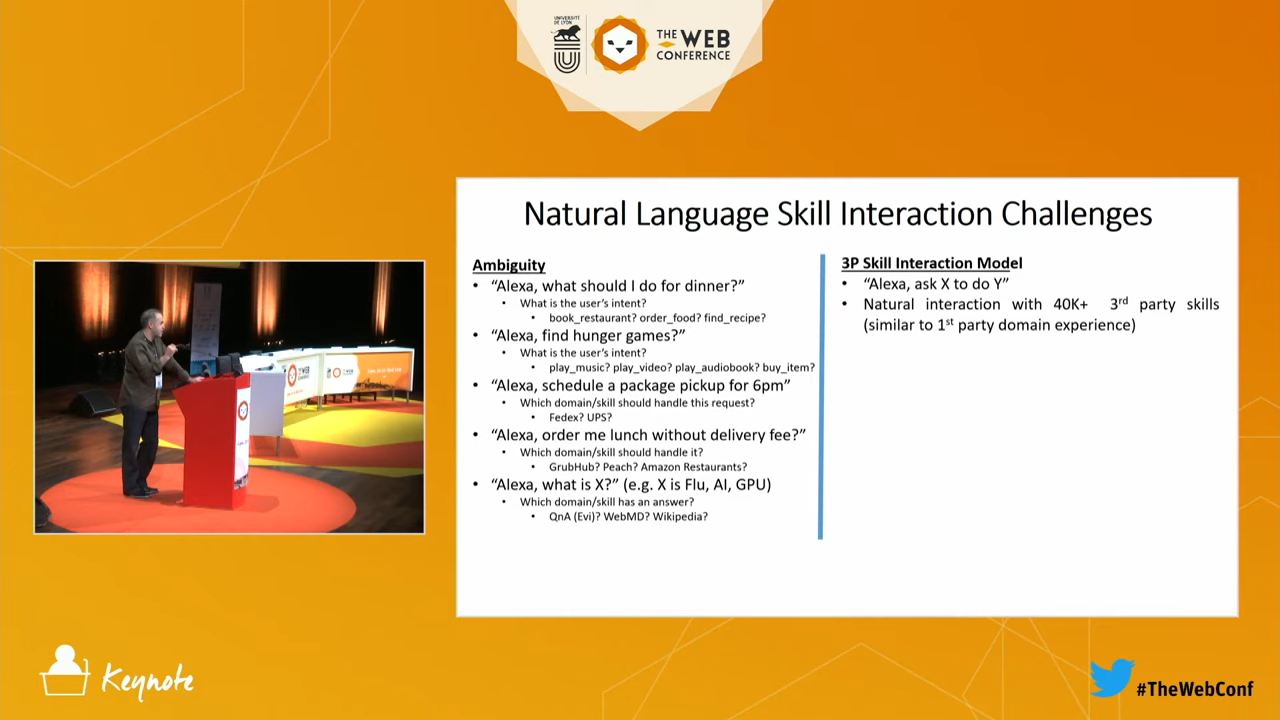 UNIVERSITÉ
DE LYON
THE WEB
CONFERENCE
Natural Language Skill Interaction Challenges
Ambiguity
• “Alexa, what should I do for dinner?”
• What is the user’s intent?
• book_restaurant? order_food? find_recipe?
• “Alexa, find hunger games?”
• What is the user’s intent?
• play_music? play_video? play_audiobook? buy_item?
• “Alexa, schedule a package pickup for 6pm”
• Which domain/skill should handle this request?
• Fedex? UPS?
• “Alexa, order me lunch without delivery fee?”
• Which domain/skill should handle it?
• GrubHub? Peach? Amazon Restaurants?
• “Alexa, what is X?” (e.g. X is Flu, AI, GPU)
• Which domain/skill has an answer?
• QnA (Evi)? WebMD? Wikipedia?
3P Skill Interaction Model
• “Alexa, ask X to do Y”
• Natural interaction with 40K+ 3rd party skills
(similar to 1st party domain experience)
Keynote
#TheWebConf